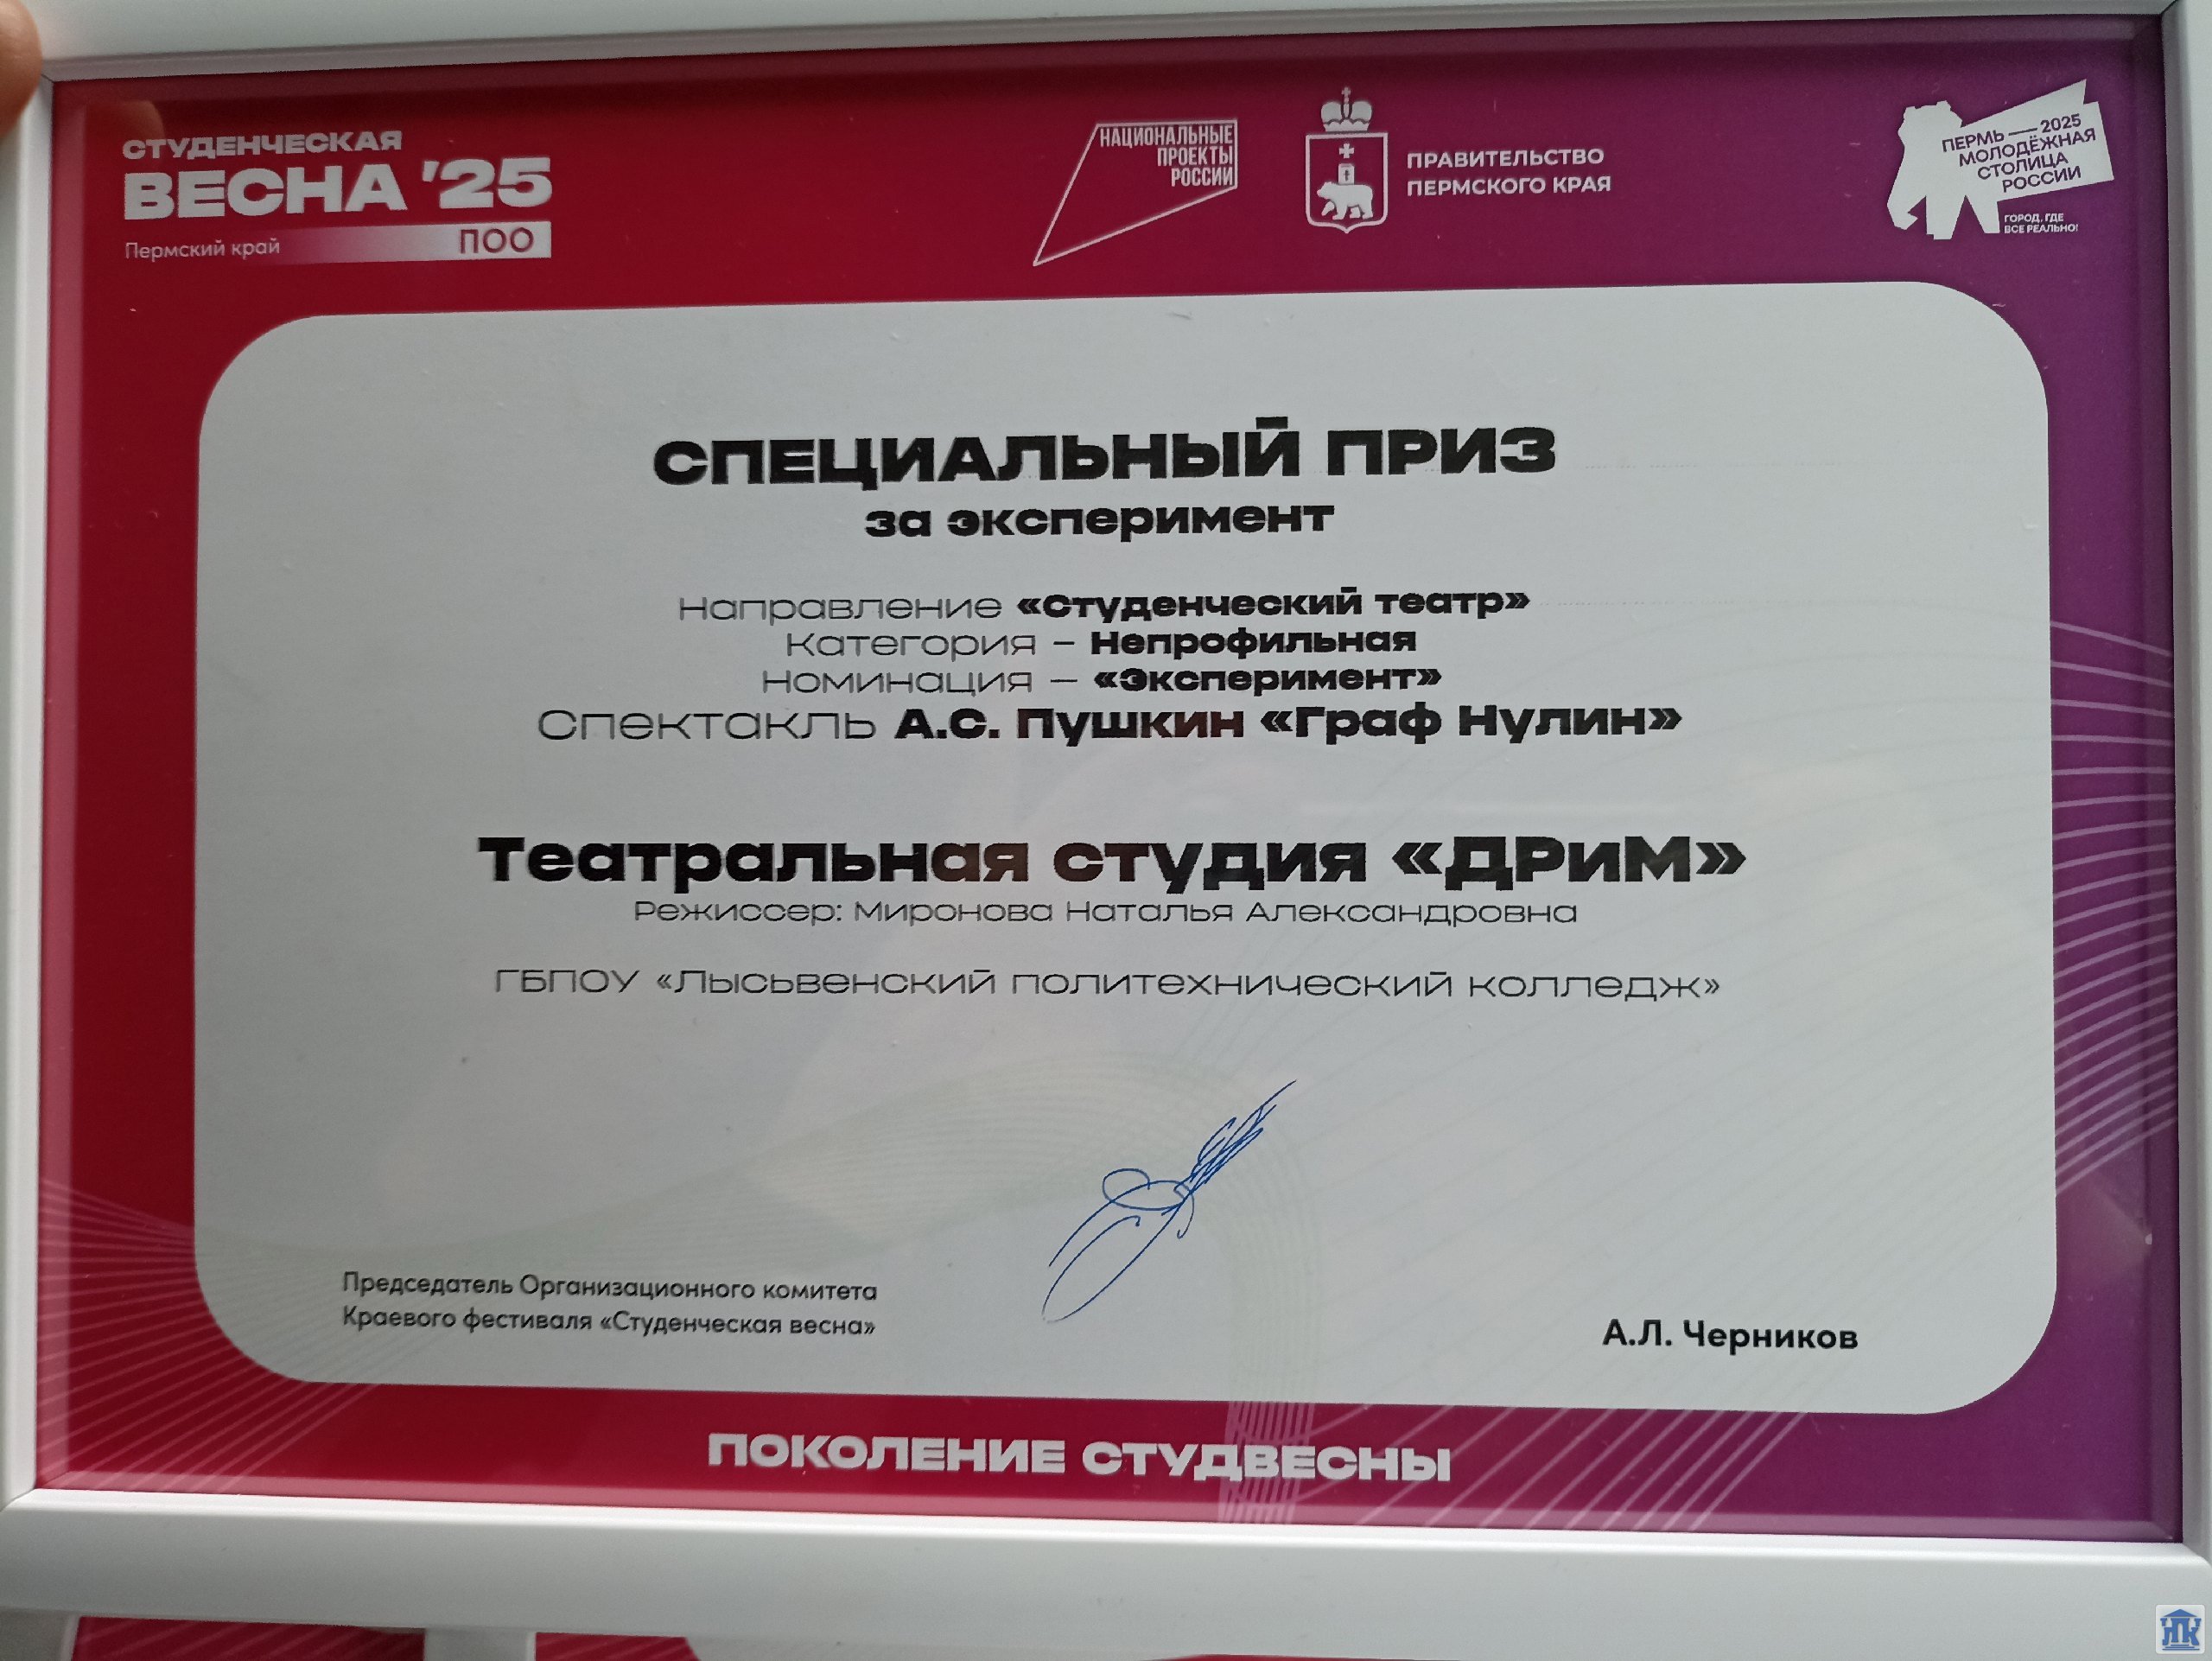 СТУДЕНЧЕСКАЯ
ВЕСНА '25
Пермский край ПОО
НАЦИОНАЛЬНЫЕ
ПРОЕКТЫ
РОССИИ
ПРАВИТЕЛЬСТВО
ПЕРМСКОГО КРАЯ
ПЕРМЬ — 2025
МОЛОДЁЖНАЯ
СТОЛИЦА
РОССИИ
ГОРОД, ГДЕ
ВСЕ РЕАЛЬНО!
СПЕЦИАЛЬНЫЙ ПРИЗ
за эксперимент
Направление «Студенческий театр»
Категория – Непрофильная
Номинация – «Эксперимент»
Спектакль А.С. Пушкин «Граф Нулин»
Театральная студия «ДРиМ»
Режиссер: Миронова Наталья Александровна
ГБПОУ «Лысьвенский политехнический колледж»
Председатель Организационного комитета
Краевого фестиваля «Студенческая весна»
А.Л. Черников
ПОКОЛЕНИЕ СТУДВЕСНЫ
ЛПК